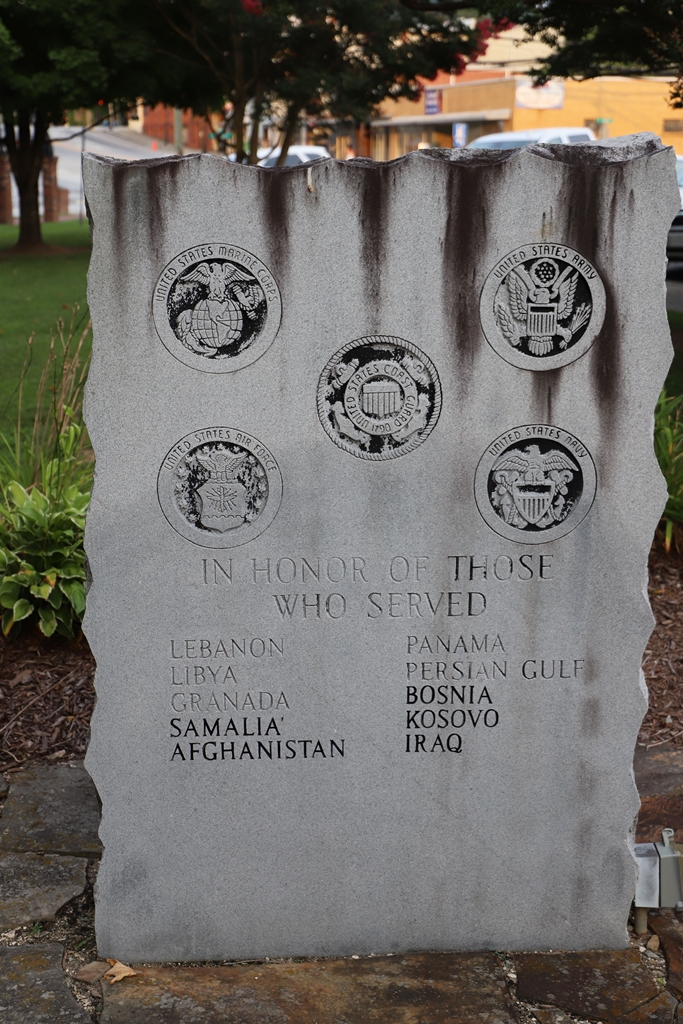 UNITED STATES MARINE CORPS
UNITED STATES ARMY
UNITED STATES COAST GUARD
1790
UNITED STATES AIR FORCE
UNITED STATES NAVY
IN HONOR OF THOSE
WHO SERVED
LEBANON
LIBYA
GRANADA
SAMALIA'
AFGHANISTAN
PANAMA
PERSIAN GULF
BOSNIA
KOSOVO
IRAQ